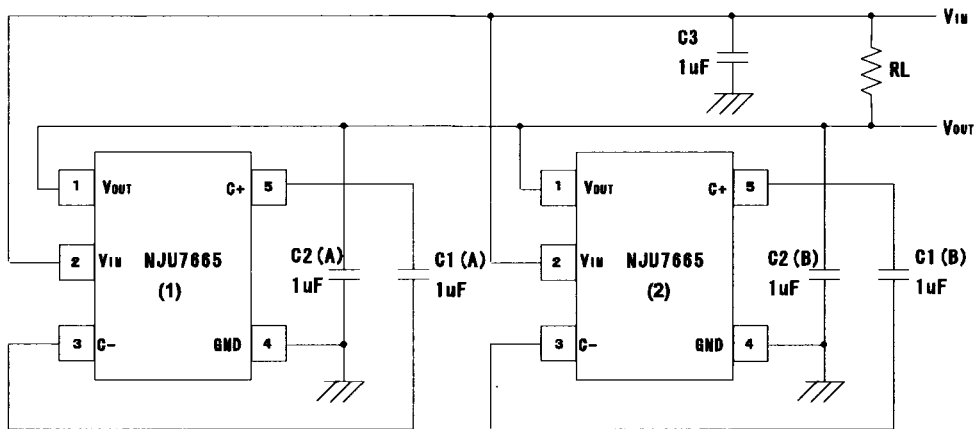 VIN
C3
1uF
RL
VOUT
1
VOUT
C+
5
2
VIN
NJU7665
(1)
3
C-
GND
4
C2(A)
1uF
C1(A)
1uF
1
VOUT
C+
5
2
VIN
NJU7665
(2)
3
C-
GND
4
C2(B)
1uF
C1(B)
1uF